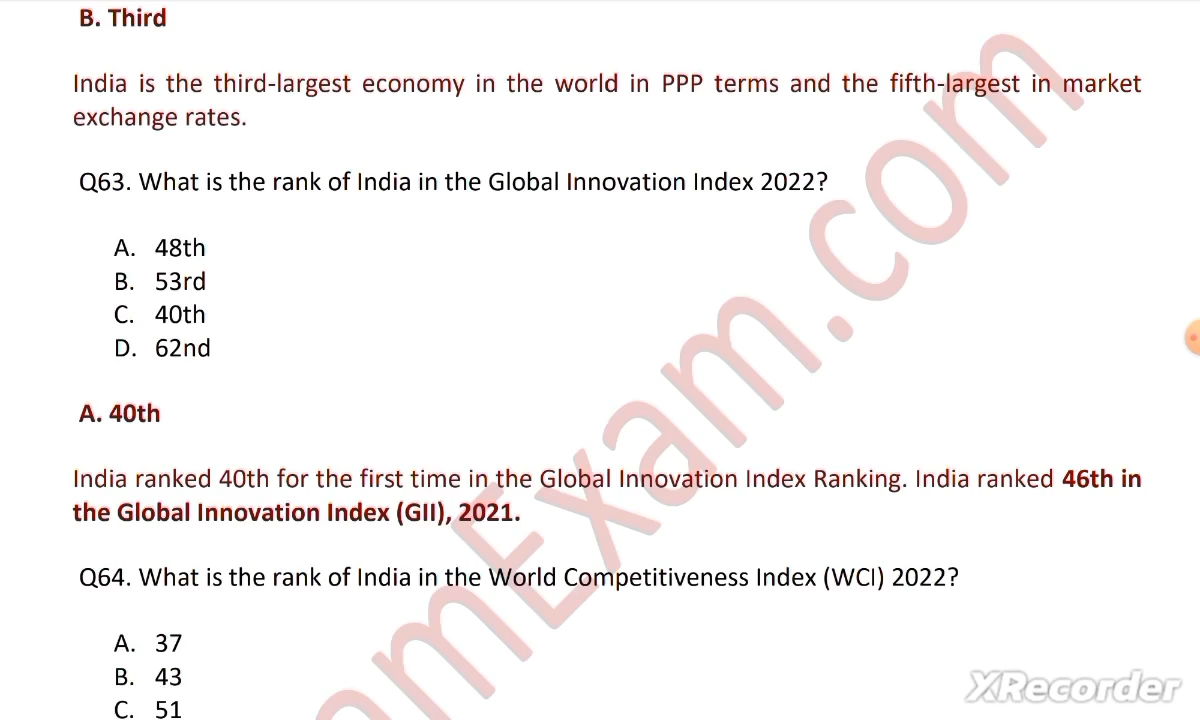 B. Third
India is the third-largest economy in the world in PPP terms and the fifth-largest in market
exchange rates.
Q63. What is the rank of India in the Global Innovation Index 2022?
A. 48th
B. 53rd
C. 40th
D. 62nd
A. 40th
India ranked 40th for the first time in the Global Innovation Index Ranking. India ranked 46th in
the Global Innovation Index (GII), 2021.
Q64. What is the rank of India in the World Competitiveness Index (WCI) 2022?
A. 37
B. 43
C. 51
amExam.com
XRecorder